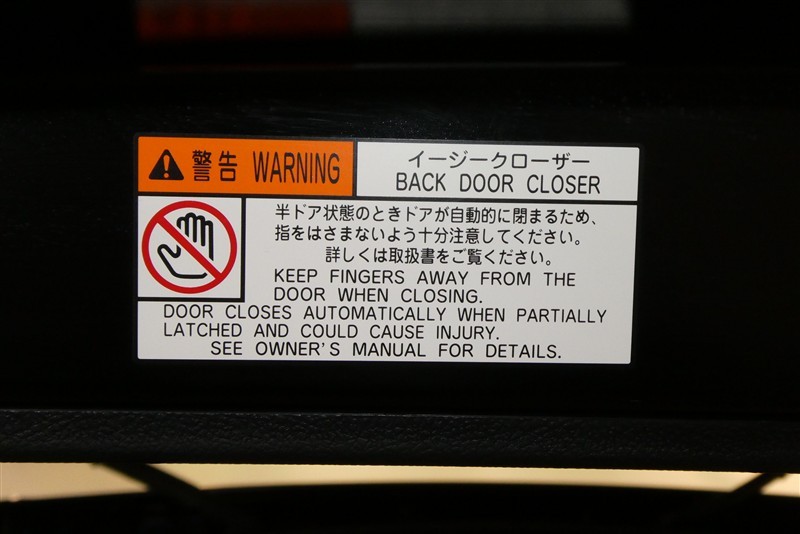 警告 WARNING
イージークローザー
BACK DOOR CLOSER
半ドア状態のときドアが自動的に閉まるため、
指をはさまないよう十分注意してください。
詳しくは取扱書をご覧ください。
KEEP FINGERS AWAY FROM THE
DOOR WHEN CLOSING.
DOOR CLOSES AUTOMATICALLY WHEN PARTIALLY
LATCHED AND COULD CAUSE INJURY.
SEE OWNER'S MANUAL FOR DETAILS.